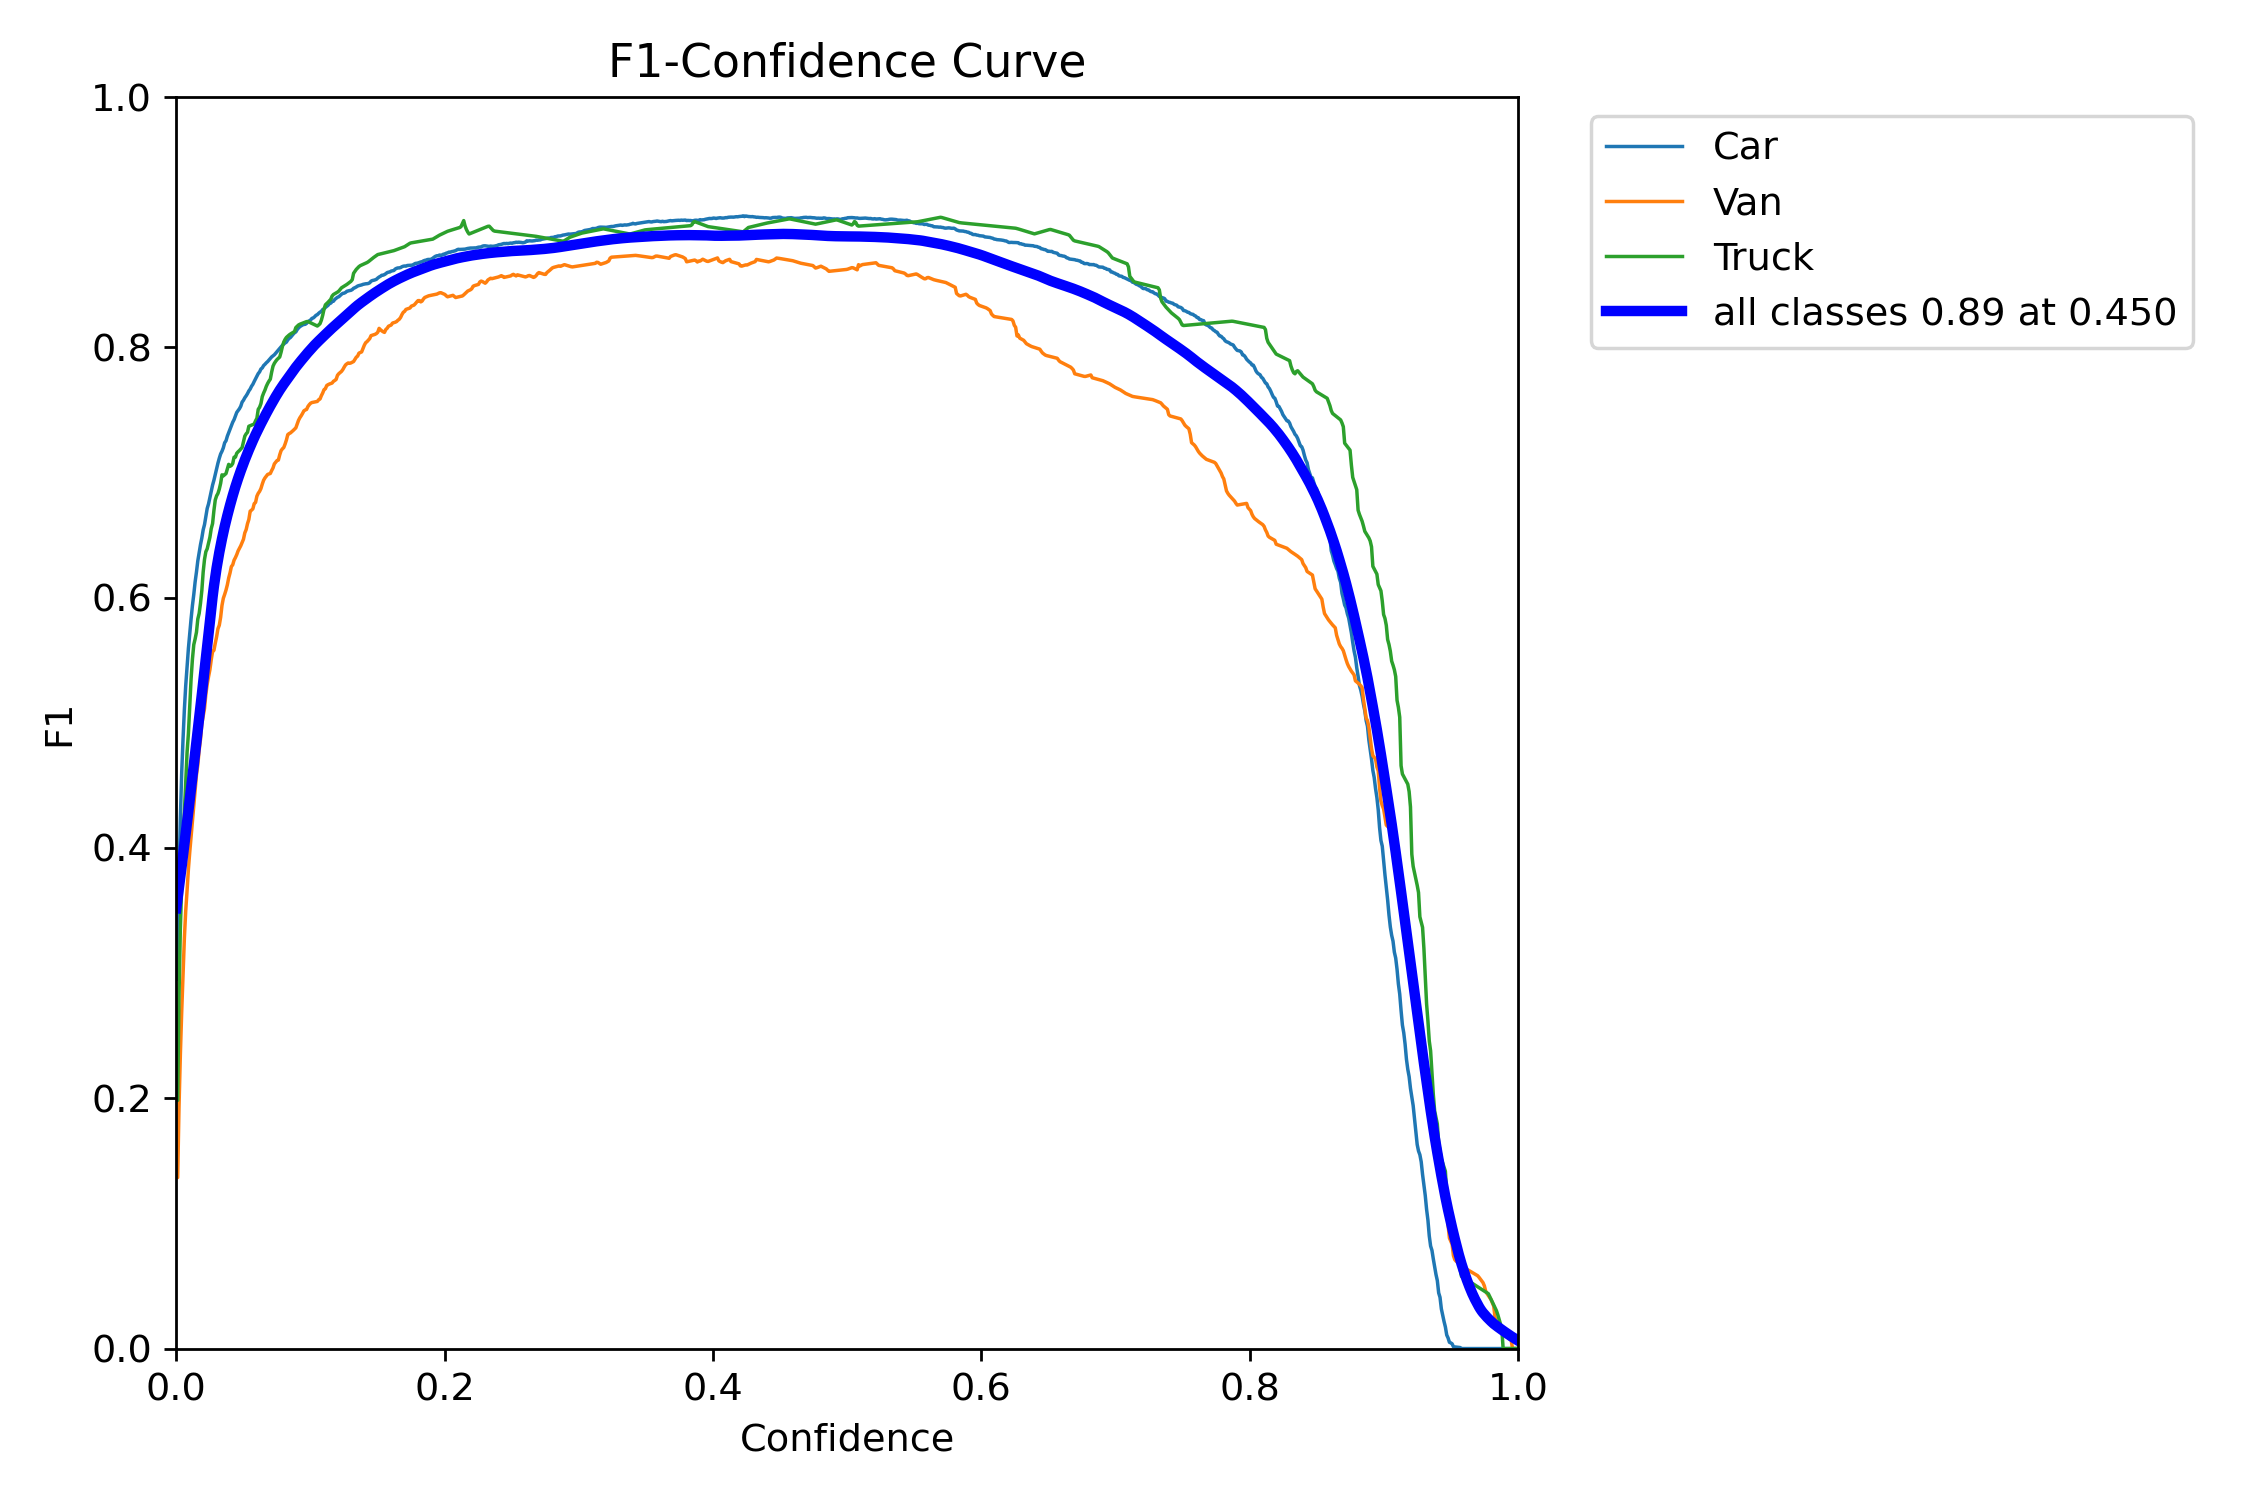 F1-Confidence Curve
1.0
0.8
0.6
0.4
0.2
0.0
F1
0.0 0.2 0.4 0.6 0.8 1.0
Confidence
Car
Van
Truck
all classes 0.89 at 0.450